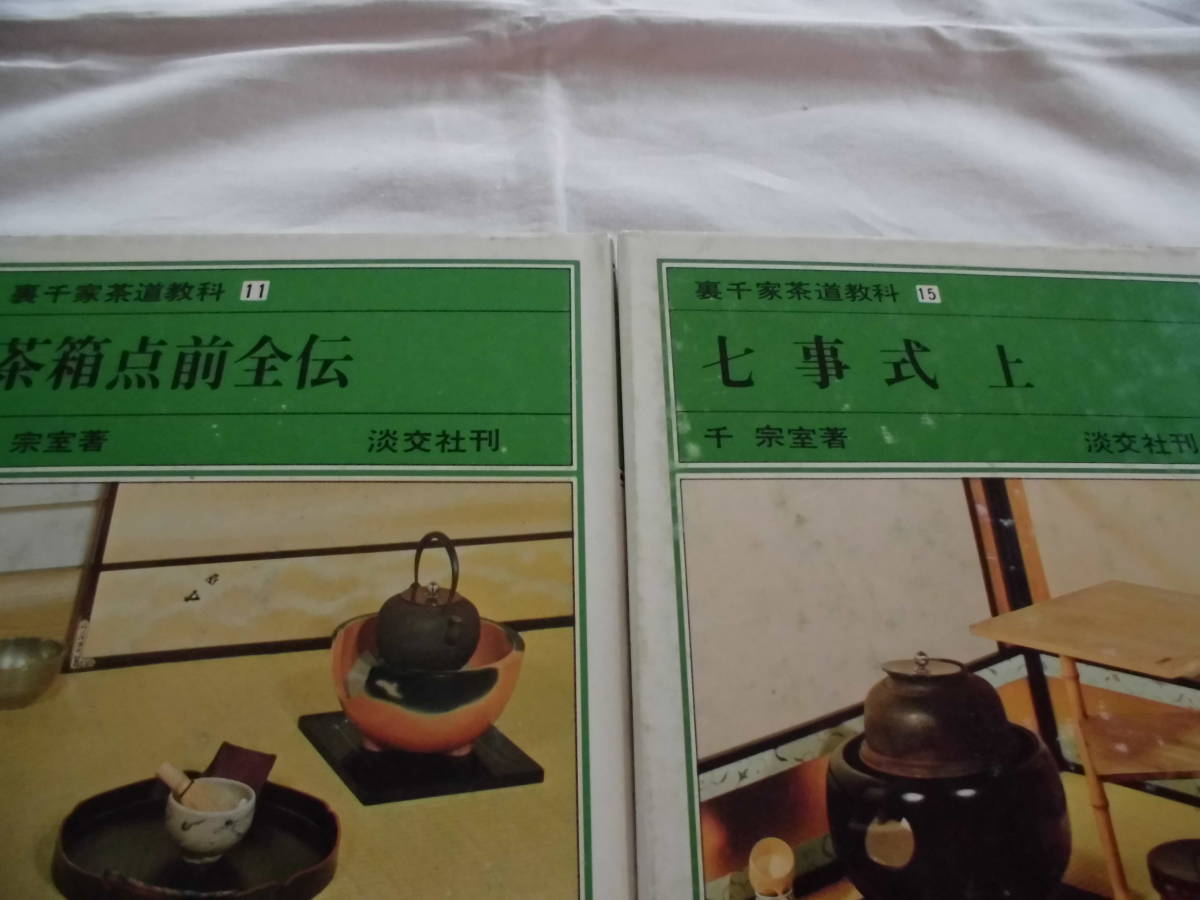 裏千家茶道教科 11
茶箱点前全伝
宗室著 淡交社刊
裏千家茶道教科 15
七事式 上
千 宗室著 淡交社刊